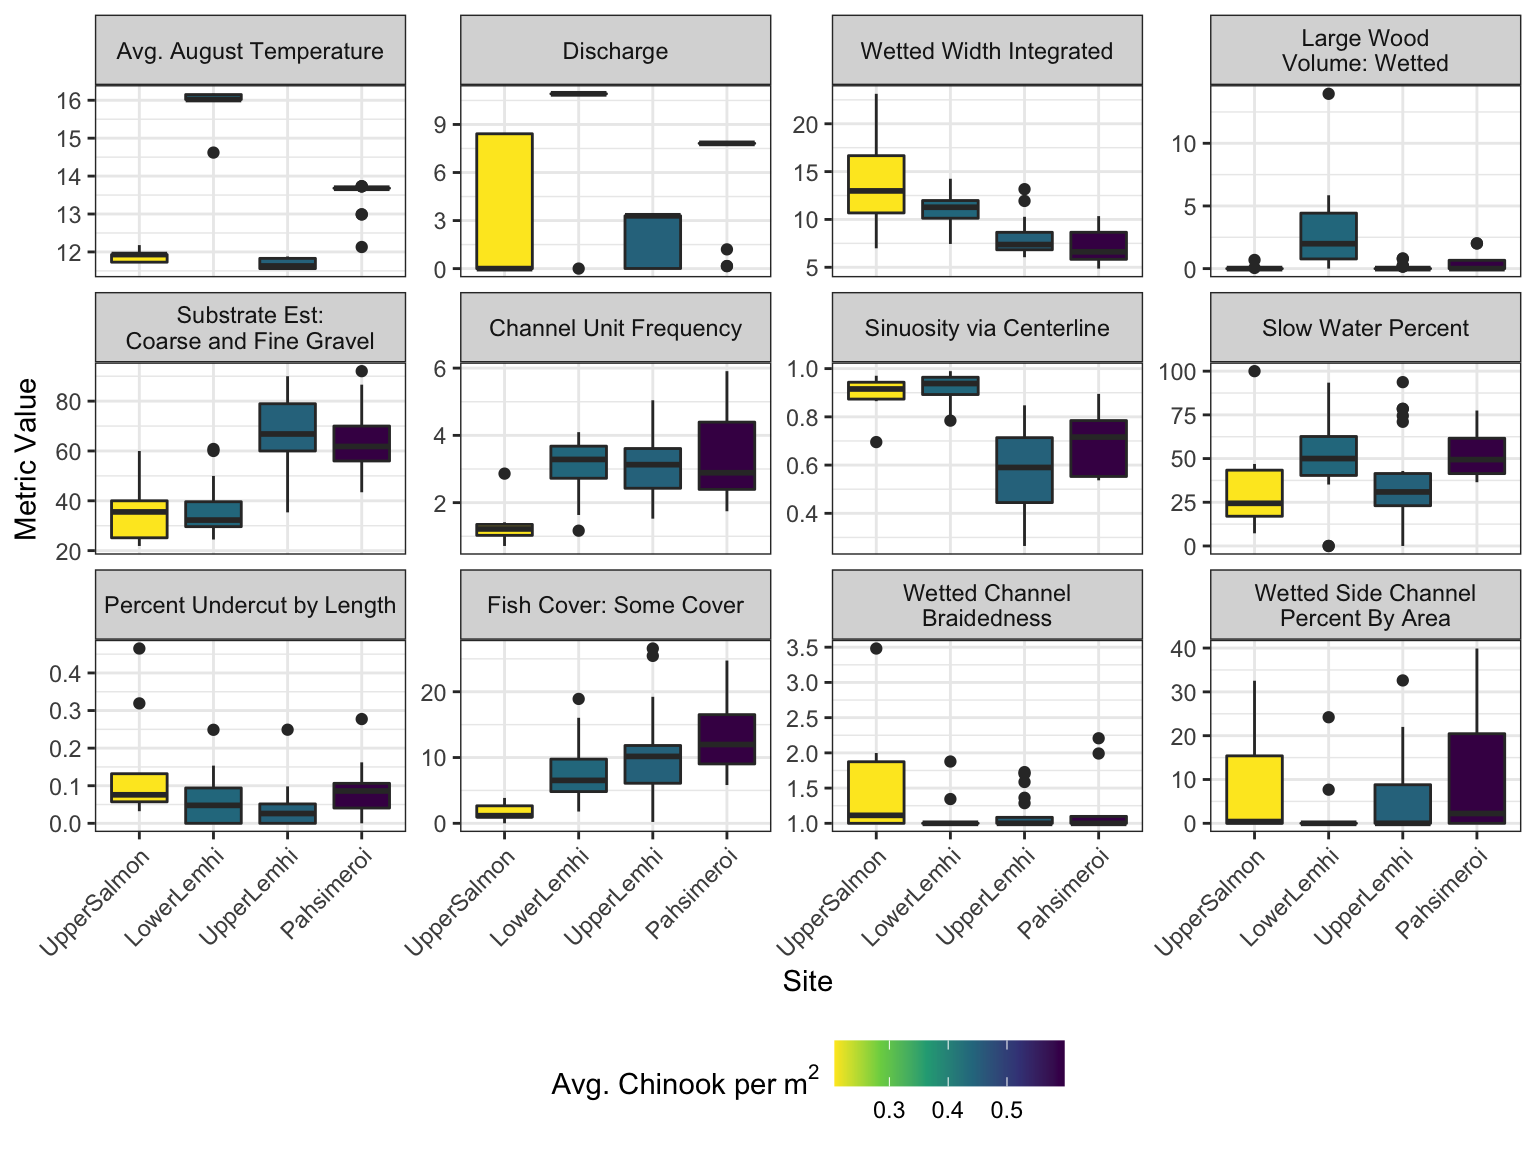 Avg. August Temperature
Discharge
Wetted Width Integrated
Large Wood
Volume: Wetted
16
15
14
13
12
9
6
3
0
20
15
10
5
10
5
0
Substrate Est:
Coarse and Fine Gravel
Channel Unit Frequency
Sinuosity via Centerline
Slow Water Percent
80
60
40
20
6
4
2
1.0
0.8
0.6
0.4
100
75
50
25
0
Metric Value
Percent Undercut by Length
Fish Cover: Some Cover
Wetted Channel
Braidedness
Wetted Side Channel
Percent By Area
0.4
0.3
0.2
0.1
0.0
20
10
0
3.5
3.0
2.5
2.0
1.5
1.0
40
30
20
10
0
UpperSalmon
LowerLemhi
UpperLemhi
Pahsimeroi
UpperSalmon
LowerLemhi
UpperLemhi
Pahsimeroi
UpperSalmon
LowerLemhi
UpperLemhi
Pahsimeroi
UpperSalmon
LowerLemhi
UpperLemhi
Pahsimeroi
Site
Avg. Chinook per m²
0.3 0.4 0.5